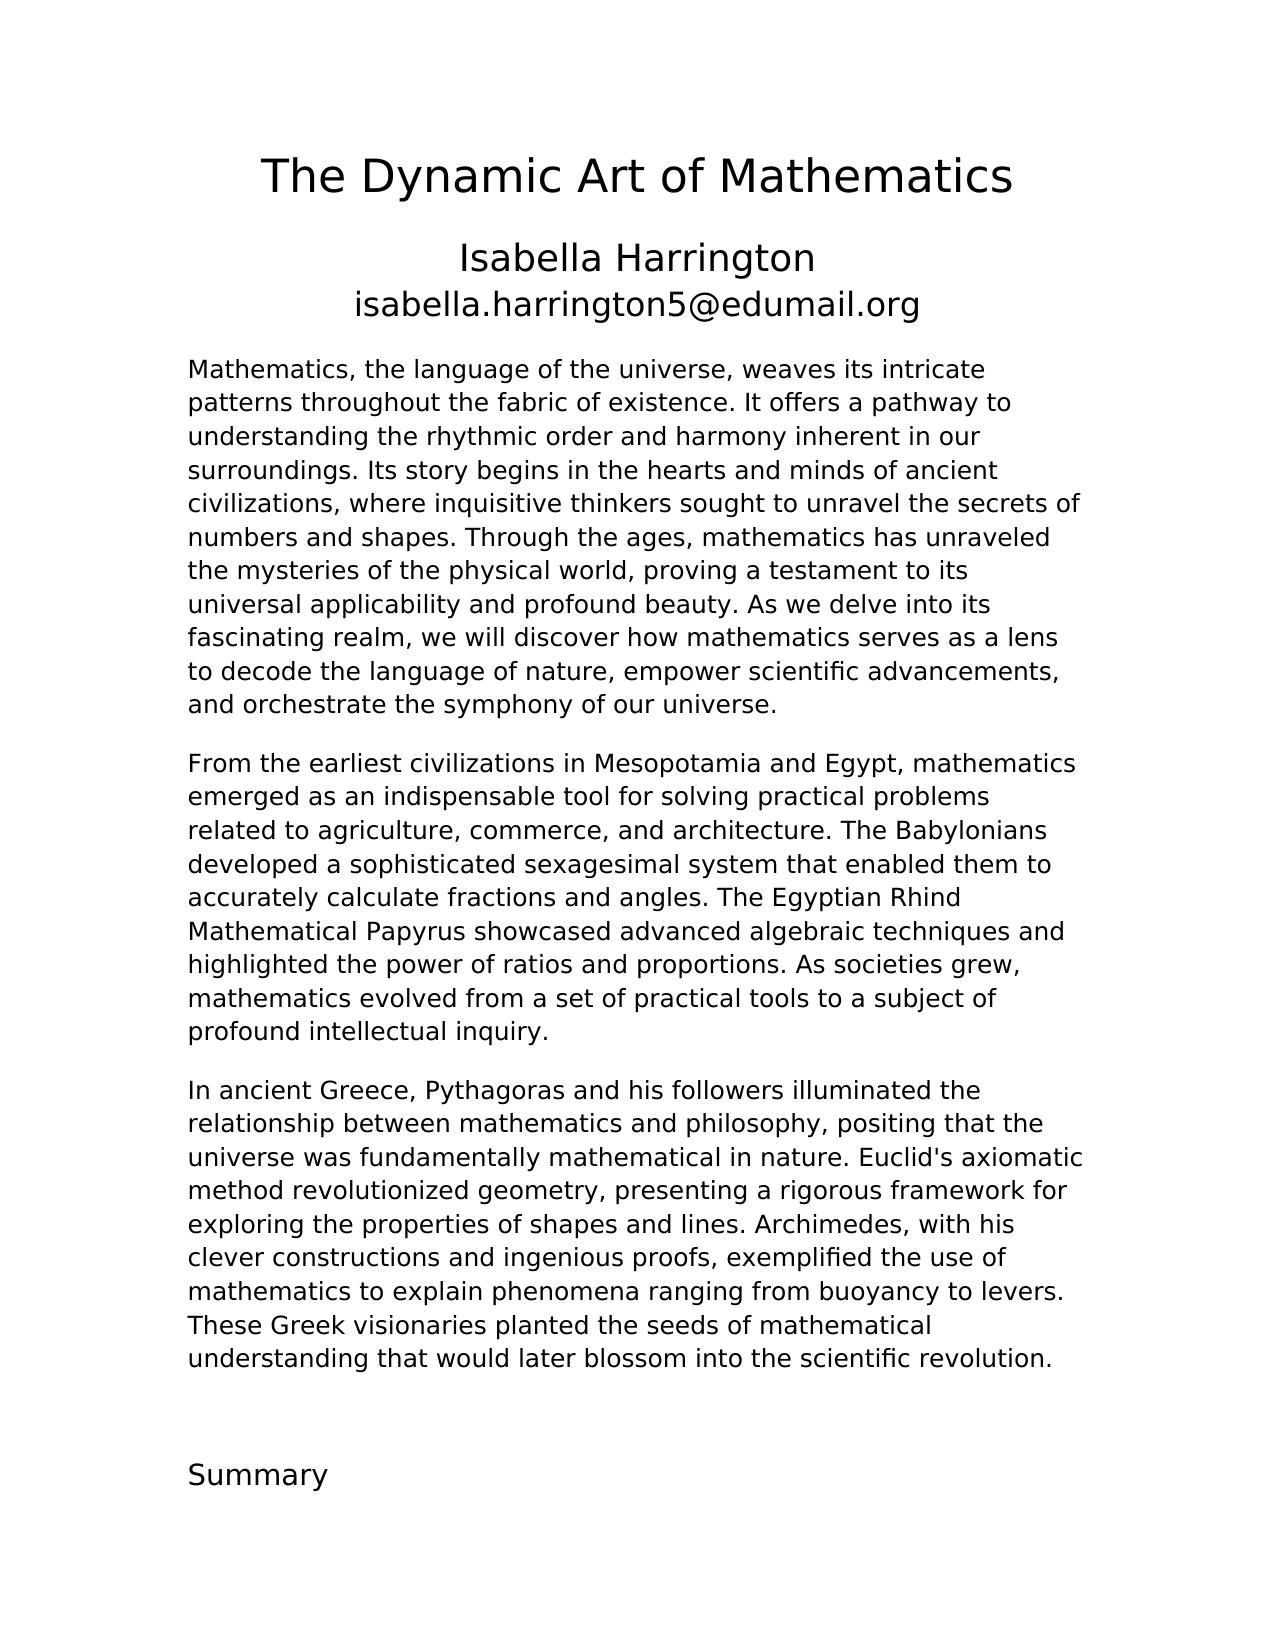 The Dynamic Art of Mathematics
Isabella Harrington
isabella.harrington5@edumail.org
Mathematics, the language of the universe, weaves its intricate
patterns throughout the fabric of existence. It offers a pathway to
understanding the rhythmic order and harmony inherent in our
surroundings. Its story begins in the hearts and minds of ancient
civilizations, where inquisitive thinkers sought to unravel the secrets of
numbers and shapes. Through the ages, mathematics has unraveled
the mysteries of the physical world, proving a testament to its
universal applicability and profound beauty. As we delve into its
fascinating realm, we will discover how mathematics serves as a lens
to decode the language of nature, empower scientific advancements,
and orchestrate the symphony of our universe.
From the earliest civilizations in Mesopotamia and Egypt, mathematics
emerged as an indispensable tool for solving practical problems
related to agriculture, commerce, and architecture. The Babylonians
developed a sophisticated sexagesimal system that enabled them to
accurately calculate fractions and angles. The Egyptian Rhind
Mathematical Papyrus showcased advanced algebraic techniques and
highlighted the power of ratios and proportions. As societies grew,
mathematics evolved from a set of practical tools to a subject of
profound intellectual inquiry.
In ancient Greece, Pythagoras and his followers illuminated the
relationship between mathematics and philosophy, positing that the
universe was fundamentally mathematical in nature. Euclid's axiomatic
method revolutionized geometry, presenting a rigorous framework for
exploring the properties of shapes and lines. Archimedes, with his
clever constructions and ingenious proofs, exemplified the use of
mathematics to explain phenomena ranging from buoyancy to levers.
These Greek visionaries planted the seeds of mathematical
understanding that would later blossom into the scientific revolution.
Summary